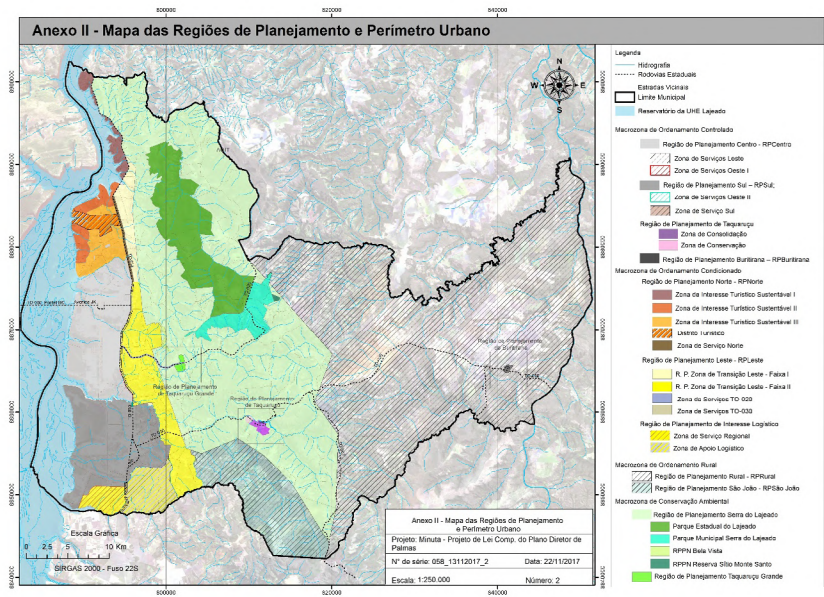 Anexo II - Mapa das Regiões de Planejamento e Perímetro Urbano
800000
820000
840000
N
W
E
S
Região de Planejamento
de Buritirana
Região de Planejamento
de Taquaruçú Grande
Região de Planejamento
de Taquaruçú
Escala Gráfica
0 2,5 5 10 Km
SIRGAS 2000 - Fuso 22S
800000
820000
840000
Anexo II - Mapa das Regiões de Planejamento
e Perímetro Urbano
Projeto: Minuta - Projeto de Lei Comp. do Plano Diretor de
Palmas
N° de série: 058_13112017_2 Data: 22/11/2017
Escala: 1:250.000 Número: 2
Legenda
Hidrografia
Rodovias Estaduais
Estradas Vicinais
Limite Municipal
Reservatório da UHE Lajeado
Macrozona de Ordenamento Controlado
Região de Planejamento Centro - RPCentro
Zona de Serviços Leste
Zona de Serviços Oeste I
Região de Planejamento Sul – RPSul;
Zona de Serviços Oeste II
Zona de Serviço Sul
Região de Planejamento de Taquaruçu
Zona de Consolidação
Zona de Conservação
Região de Planejamento Buritirana – RPBuritirana
Macrozona de Ordenamento Condicionado
Região de Planejamento Norte - RPNorte
Zona de Interesse Turístico Sustentável I
Zona de Interesse Turístico Sustentável II
Zona de Interesse Turístico Sustentável III
Distrito Turístico
Zona de Serviço Norte
Região de Planejamento Leste - RPLeste
R. P. Zona de Transição Leste - Faixa I
R. P. Zona de Transição Leste - Faixa II
Zona de Serviços TO-020
Zona de Serviços TO-030
Região de Planejamento de Interesse Logístico
Zona de Serviço Regional
Zona de Apoio Logístico
Macrozona de Ordenamento Rural
Região de Planejamento Rural - RPRural
Região de Planejamento São João - RPSão João
Macrozona de Conservação Ambiental
Região de Planejamento Serra do Lajeado
Parque Estadual do Lajeado
Parque Municipal Serra do Lajeado
RPPN Bela Vista
RPPN Reserva Sítio Monte Santo
Região de Planejamento Taquaruçu Grande